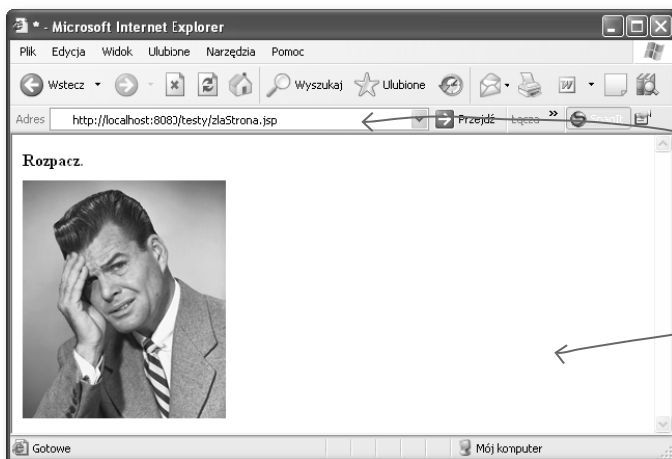 * - Microsoft Internet Explorer
Plik Edycja Widok Ulubione Narzędzia Pomoc
Wstecz Wyszukaj Ulubione
Adres http://localhost:8080/testy/zlaStrona.jsp Przejdź Łącza » SnagIt
Rozpacz.
Gotowe Mój komputer